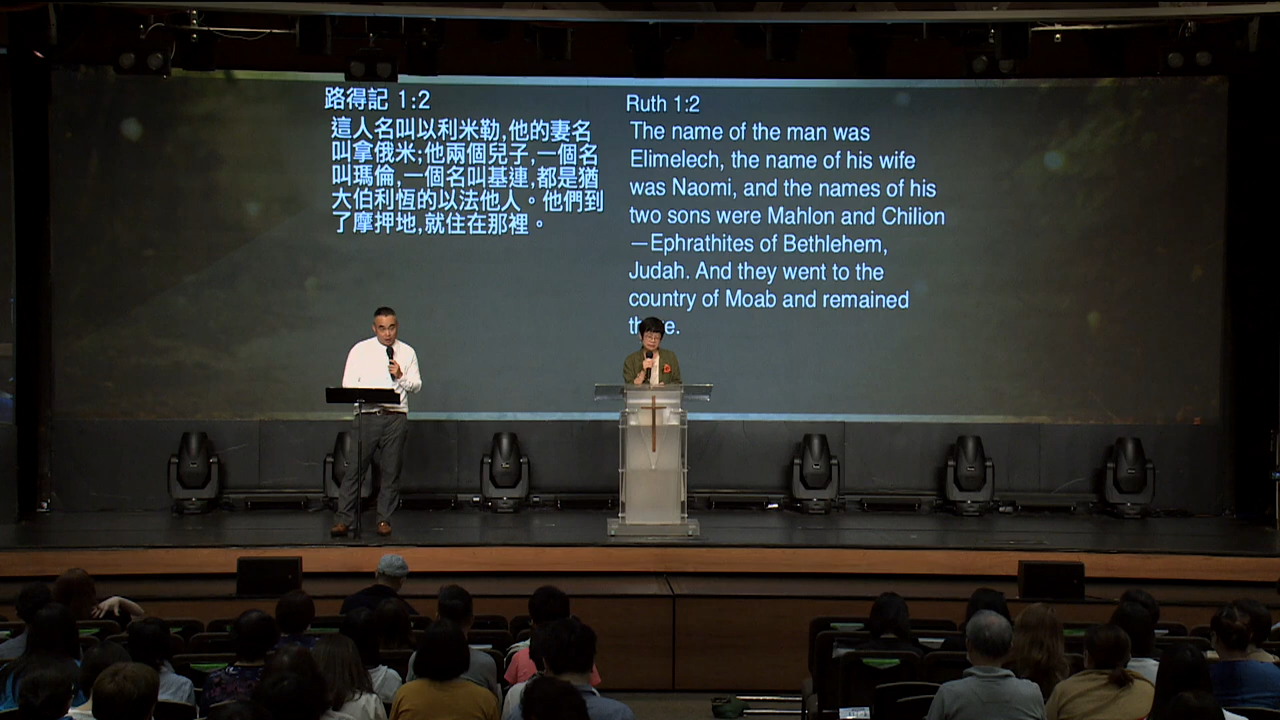 路得記 1:2
這人名叫以利米勒,他的妻名
叫拿俄米;他兩個兒子,一個名
叫瑪倫,一個名叫基連,都是猶
大伯利恆的以法他人。他們到
了摩押地,就住在那裡。
Ruth 1:2
The name of the man was
Elimelech, the name of his wife
was Naomi, and the names of his
two sons were Mahlon and Chilion
—Ephrathites of Bethlehem,
Judah. And they went to the
country of Moab and remained